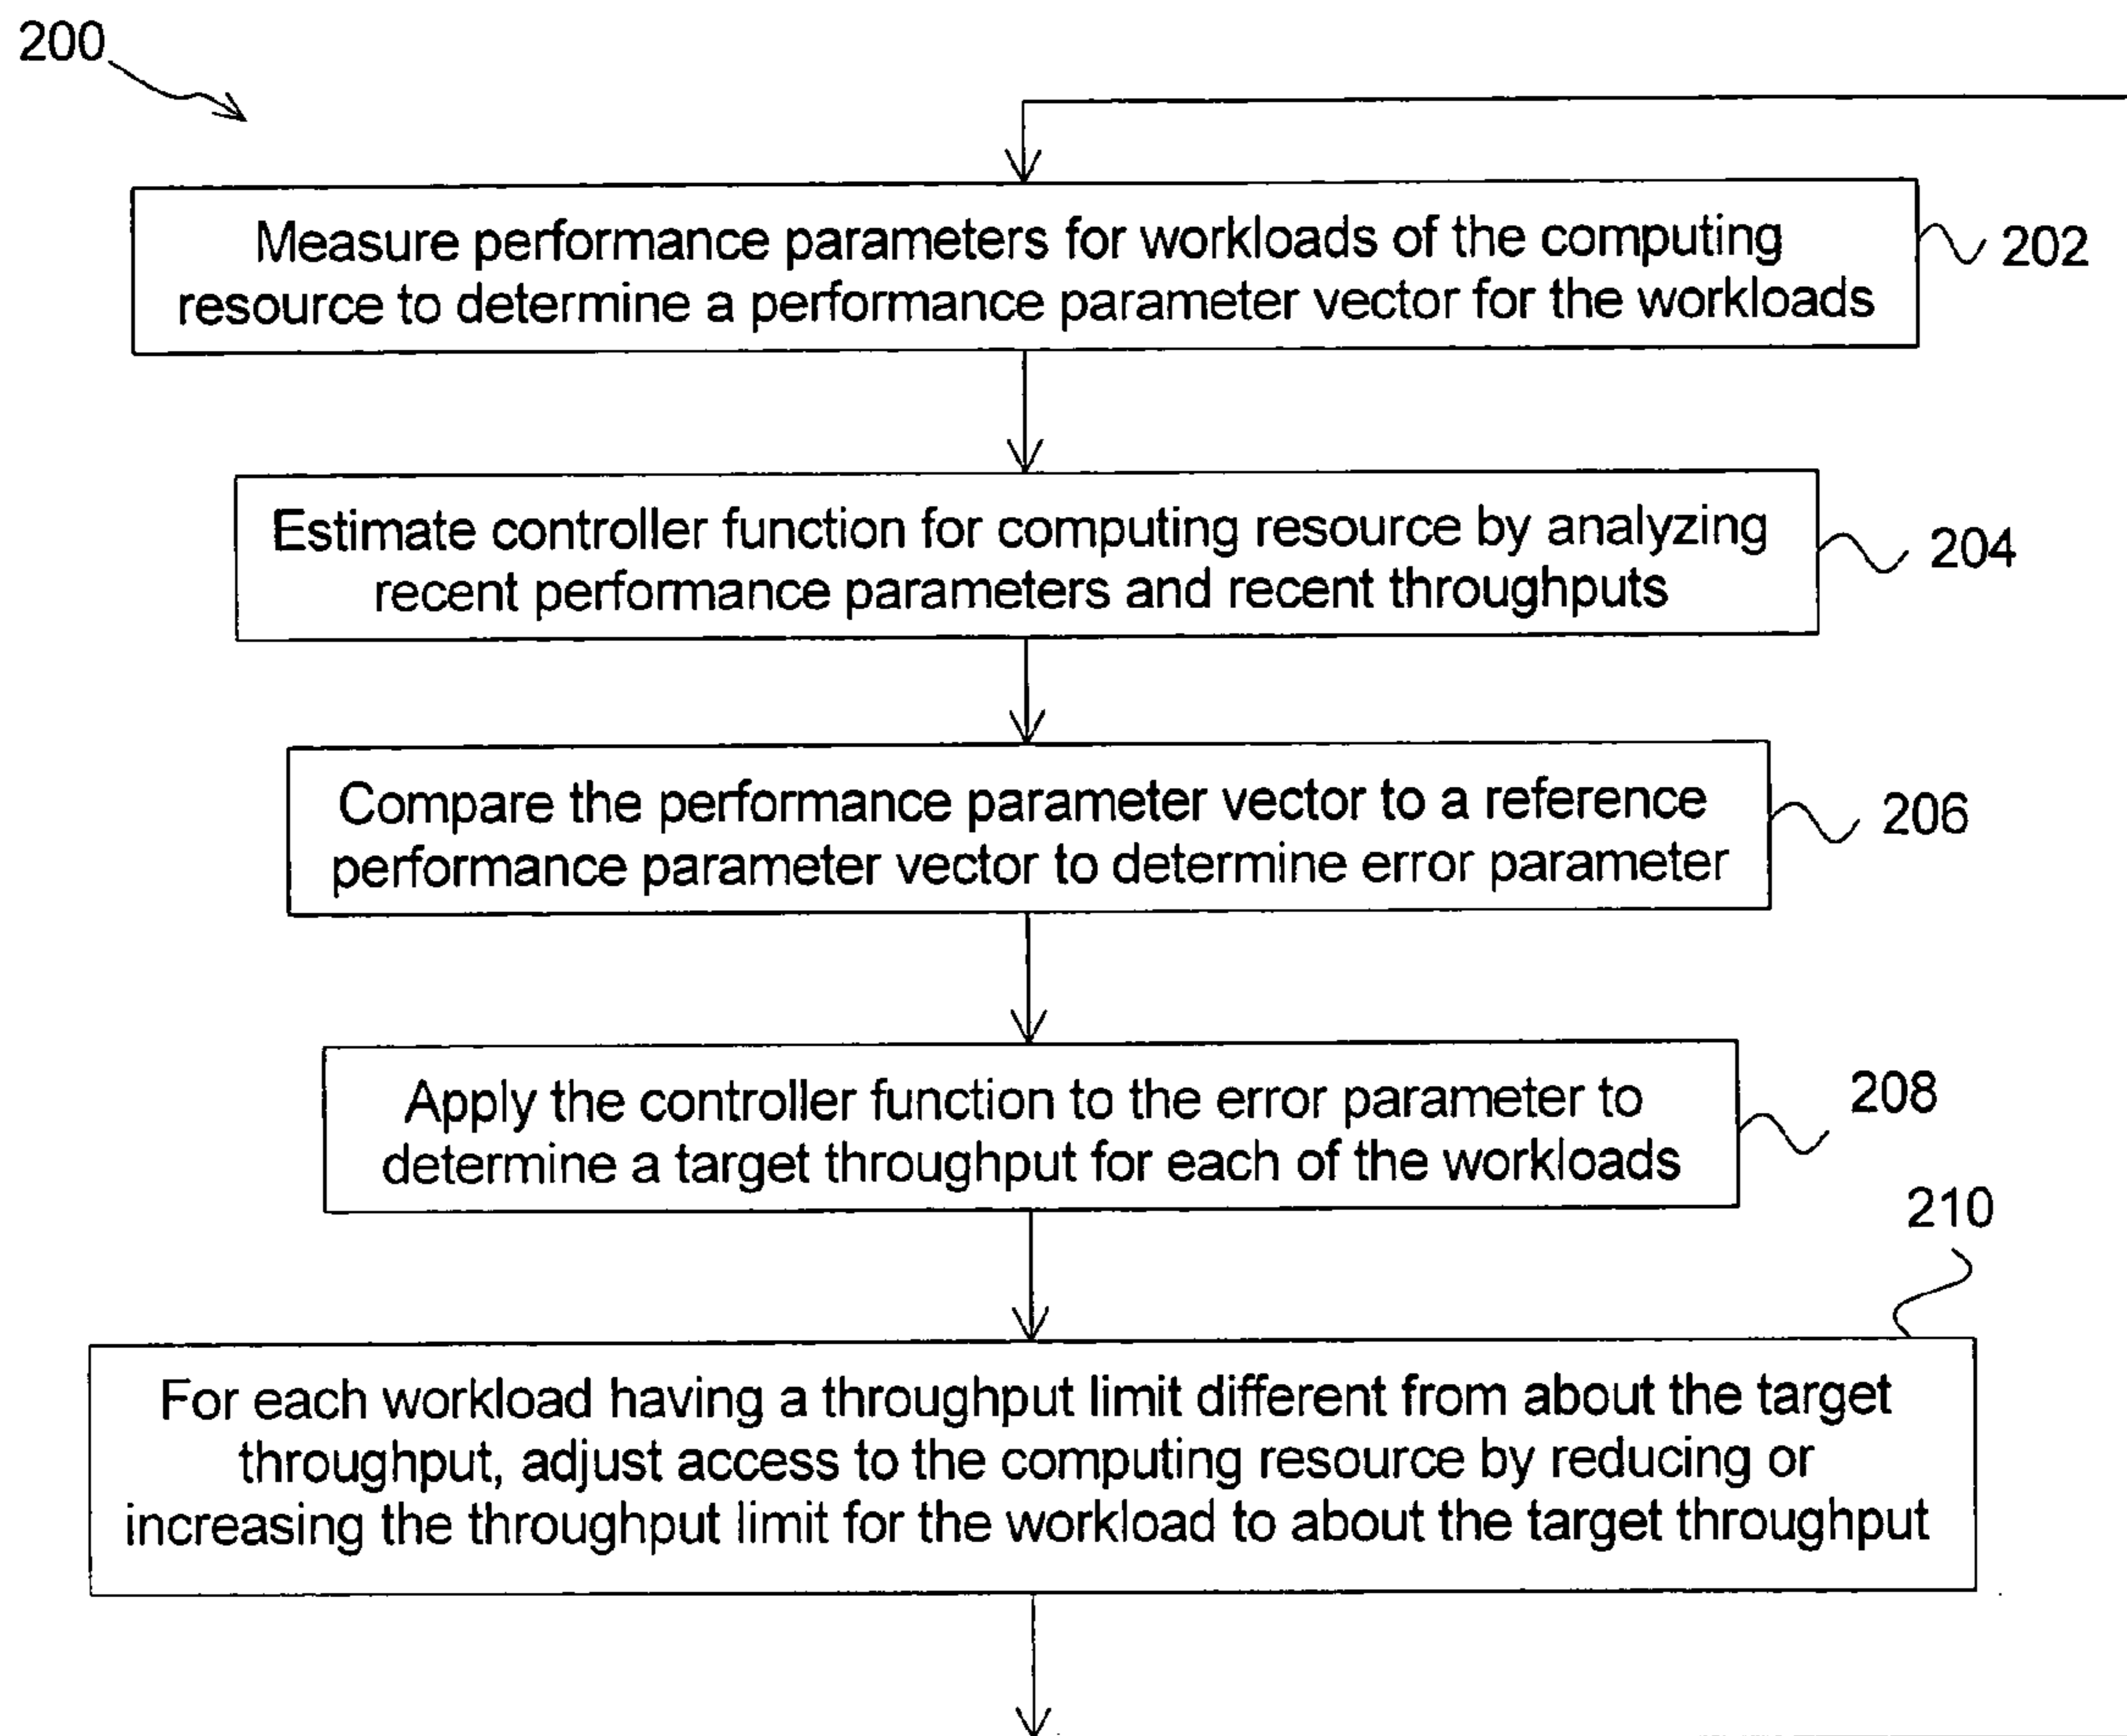 200
Measure performance parameters for workloads of the computing
resource to determine a performance parameter vector for the workloads
202
Estimate controller function for computing resource by analyzing
recent performance parameters and recent throughputs
204
Compare the performance parameter vector to a reference
performance parameter vector to determine error parameter
206
Apply the controller function to the error parameter to
determine a target throughput for each of the workloads
208
210
For each workload having a throughput limit different from about the target
throughput, adjust access to the computing resource by reducing or
increasing the throughput limit for the workload to about the target throughput